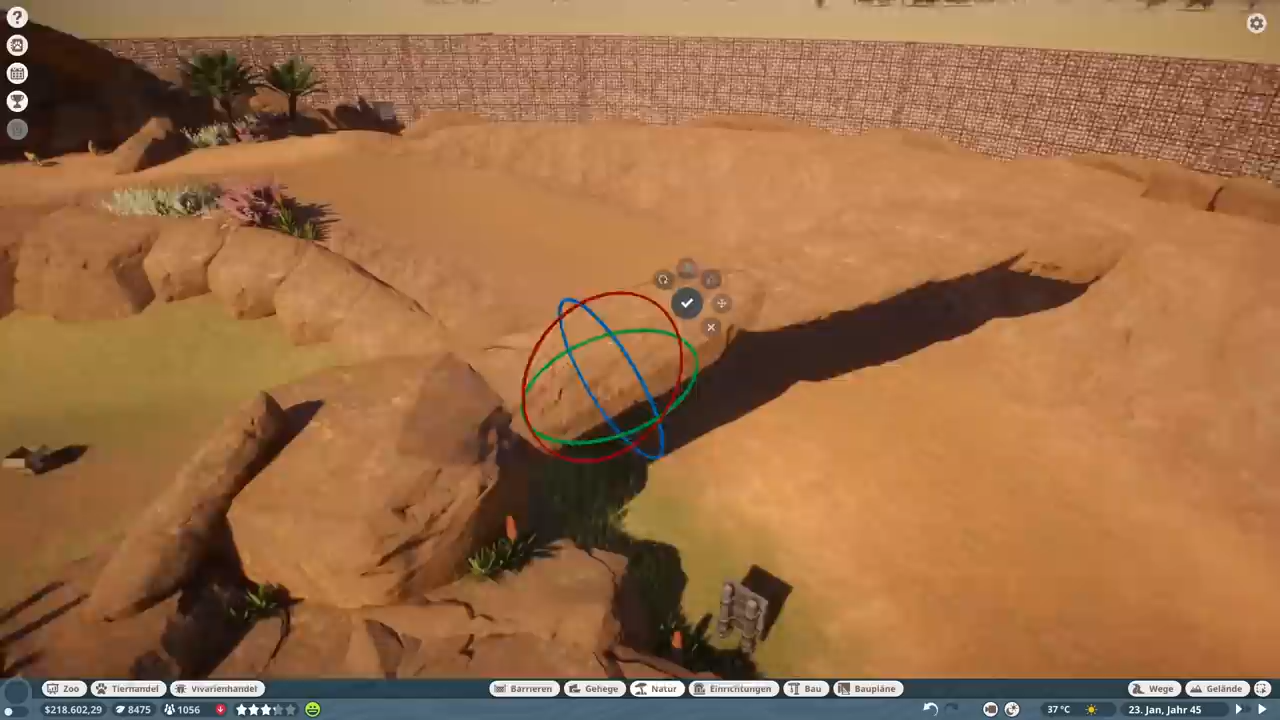 ?
Zoo
Tierhandel
Vivarienhandel
Barrieren
Gehege
Natur
Einrichtungen
Bau
Baupläne
Wege
Gelände
$218.602,29
8475
1056
37 °C
23. Jan, Jahr 45